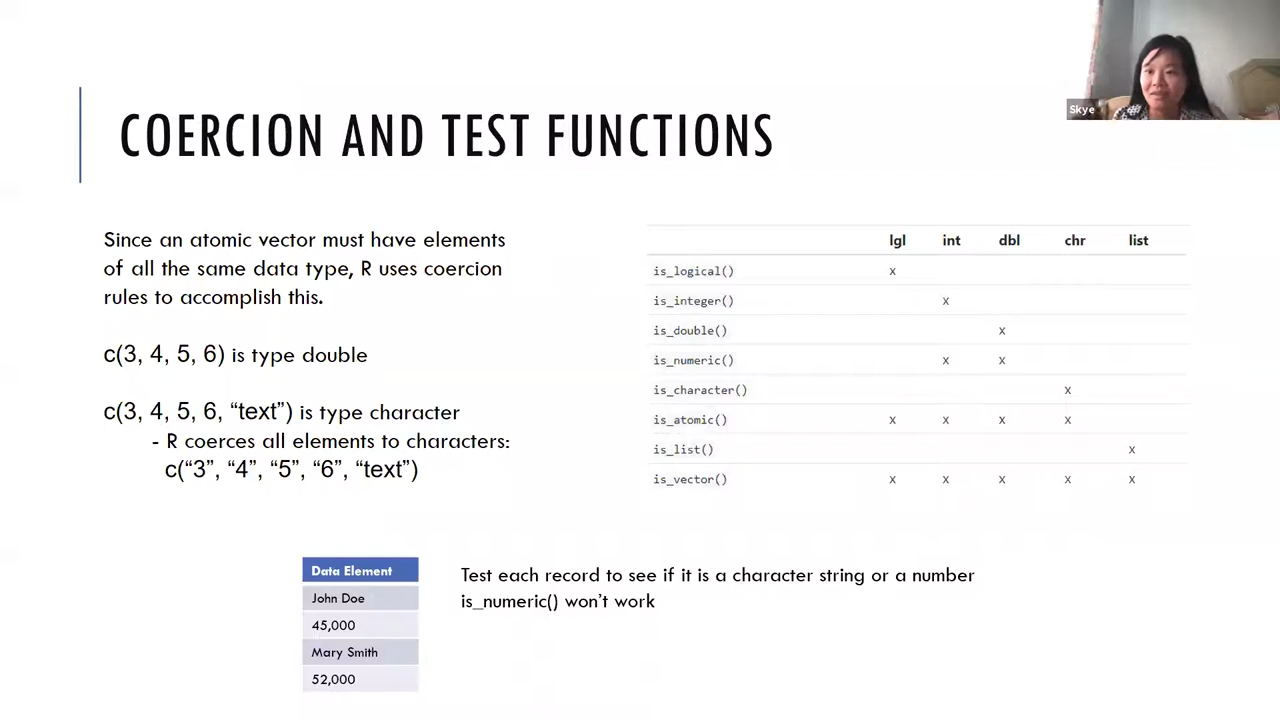 Skye
COERCION AND TEST FUNCTIONS
Since an atomic vector must have elements
of all the same data type, R uses coercion
rules to accomplish this.
c(3, 4, 5, 6) is type double
c(3, 4, 5, 6, “text”) is type character
- R coerces all elements to characters:
c(“3”, “4”, “5”, “6”, “text”)
lgl int dbl chr list
is_logical() x
is_integer() x
is_double() x
is_numeric() x x
is_character() x
is_atomic() x x x x
is_list() x
is_vector() x x x x x
Data Element
John Doe
45,000
Mary Smith
52,000
Test each record to see if it is a character string or a number
is_numeric() won’t work